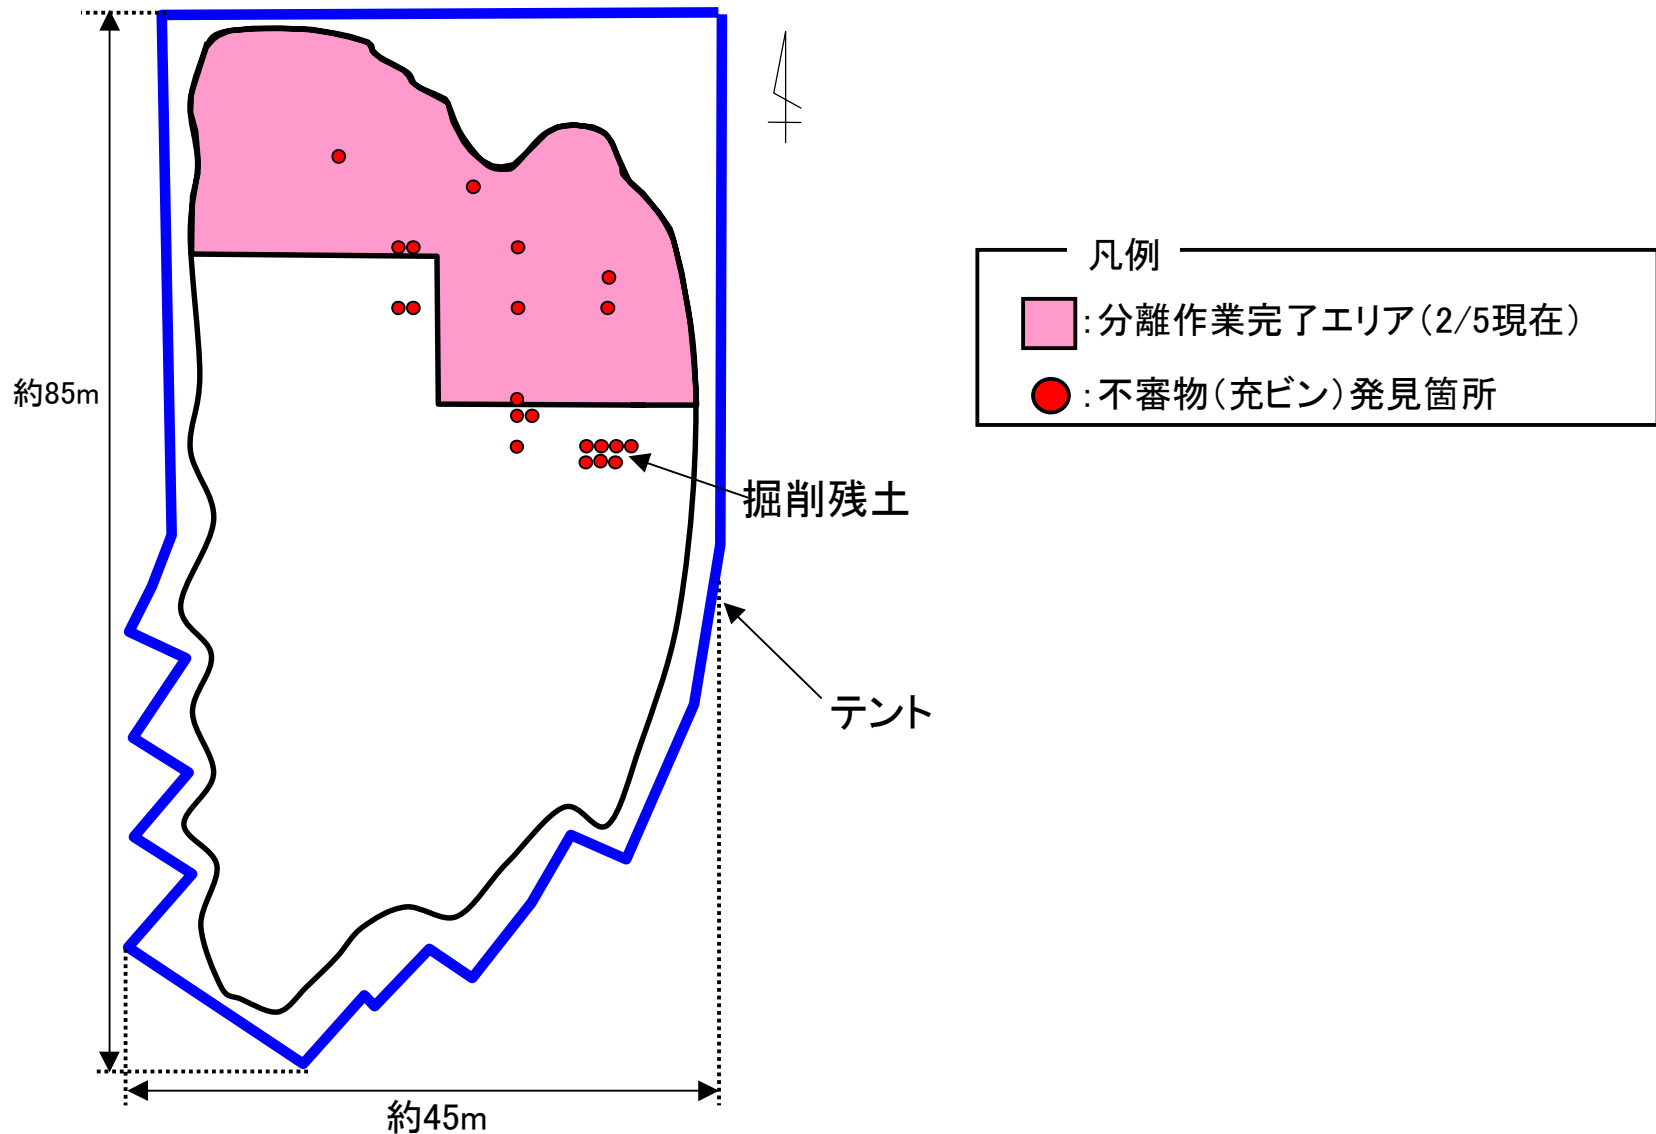 凡例
:分離作業完了エリア(2/5現在)
:不審物(充ビン)発見箇所
約85m
掘削残土
テント
約45m